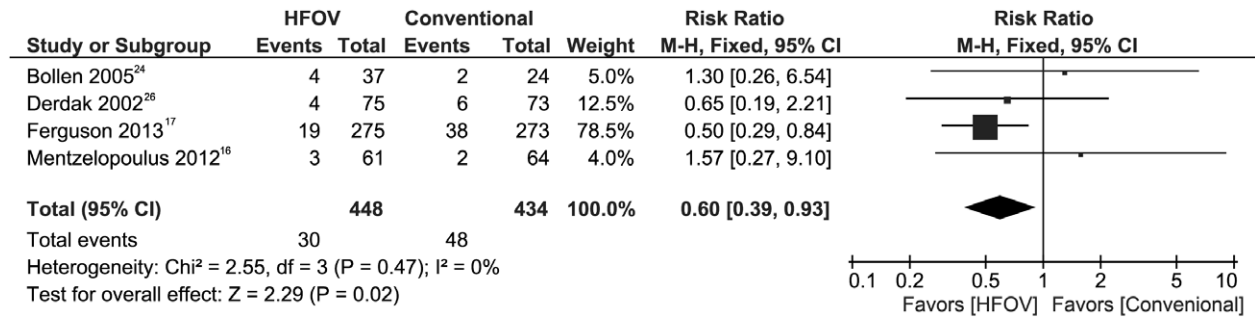 HFOV Conventional Risk Ratio Risk Ratio
Study or Subgroup Events Total Events Total Weight M-H, Fixed, 95% CI M-H, Fixed, 95% CI
Bollen 2005²⁴ 4 37 2 24 5.0% 1.30 [0.26, 6.54]
Derdak 2002²⁶ 4 75 6 73 12.5% 0.65 [0.19, 2.21]
Ferguson 2013¹⁷ 19 275 38 273 78.5% 0.50 [0.29, 0.84]
Mentzelopoulus 2012¹⁶ 3 61 2 64 4.0% 1.57 [0.27, 9.10]
Total (95% CI) 448 434 100.0% 0.60 [0.39, 0.93]
Total events 30 48
Heterogeneity: Chi² = 2.55, df = 3 (P = 0.47); I² = 0%
Test for overall effect: Z = 2.29 (P = 0.02)
0.1 0.2 0.5 1 2 5 10
Favors [HFOV] Favors [Convenional]